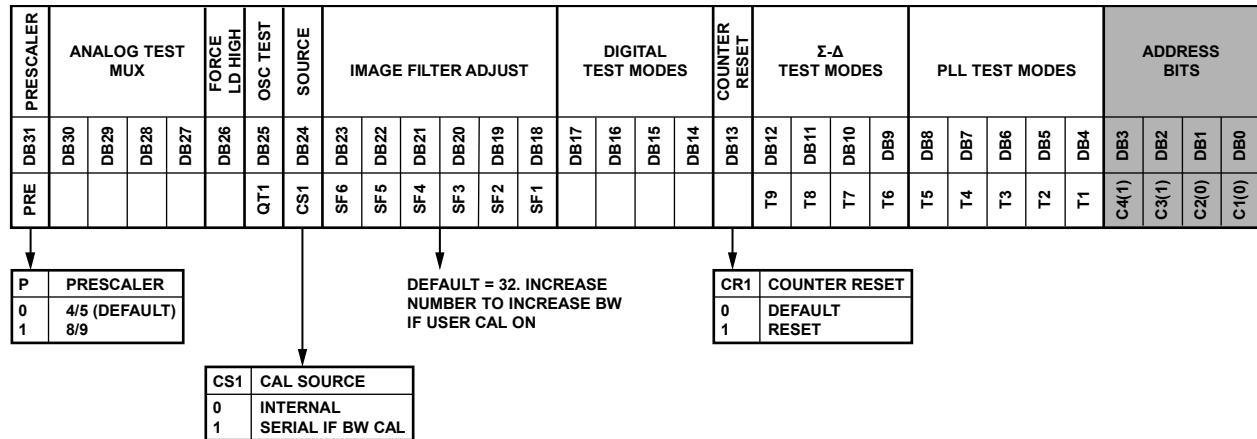 PRESCALER
ANALOG TEST
MUX
FORCE
LD HIGH
OSC TEST
SOURCE
IMAGE FILTER ADJUST
DIGITAL
TEST MODES
COUNTER
RESET
Σ-Δ
TEST MODES
PLL TEST MODES
ADDRESS
BITS
DB31 DB30 DB29 DB28 DB27 DB26 DB25 DB24 DB23 DB22 DB21 DB20 DB19 DB18 DB17 DB16 DB15 DB14 DB13 DB12 DB11 DB10 DB9 DB8 DB7 DB6 DB5 DB4 DB3 DB2 DB1 DB0
PRE QT1 CS1 SF6 SF5 SF4 SF3 SF2 SF1 T9 T8 T7 T6 T5 T4 T3 T2 T1 C4(1) C3(1) C2(0) C1(0)
P PRESCALER
0 4/5 (DEFAULT)
1 8/9
DEFAULT = 32. INCREASE
NUMBER TO INCREASE BW
IF USER CAL ON
CR1 COUNTER RESET
0 DEFAULT
1 RESET
CS1 CAL SOURCE
0 INTERNAL
1 SERIAL IF BW CAL